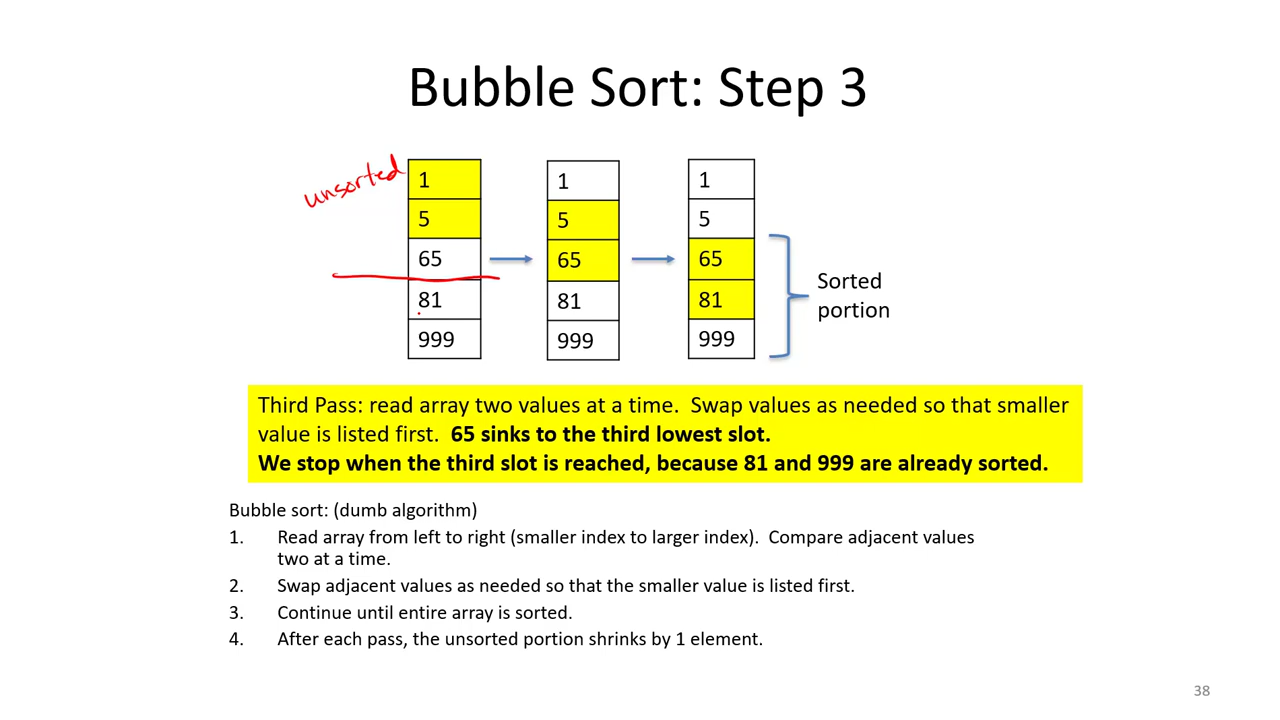 Bubble Sort: Step 3
unsorted
1
5
65
81
999
1
5
65
81
999
1
5
65
81
999
Sorted
portion
Third Pass: read array two values at a time.  Swap values as needed so that smaller
value is listed first.  65 sinks to the third lowest slot.
We stop when the third slot is reached, because 81 and 999 are already sorted.
Bubble sort: (dumb algorithm)
1. Read array from left to right (smaller index to larger index).  Compare adjacent values
two at a time.
2. Swap adjacent values as needed so that the smaller value is listed first.
3. Continue until entire array is sorted.
4. After each pass, the unsorted portion shrinks by 1 element.
38